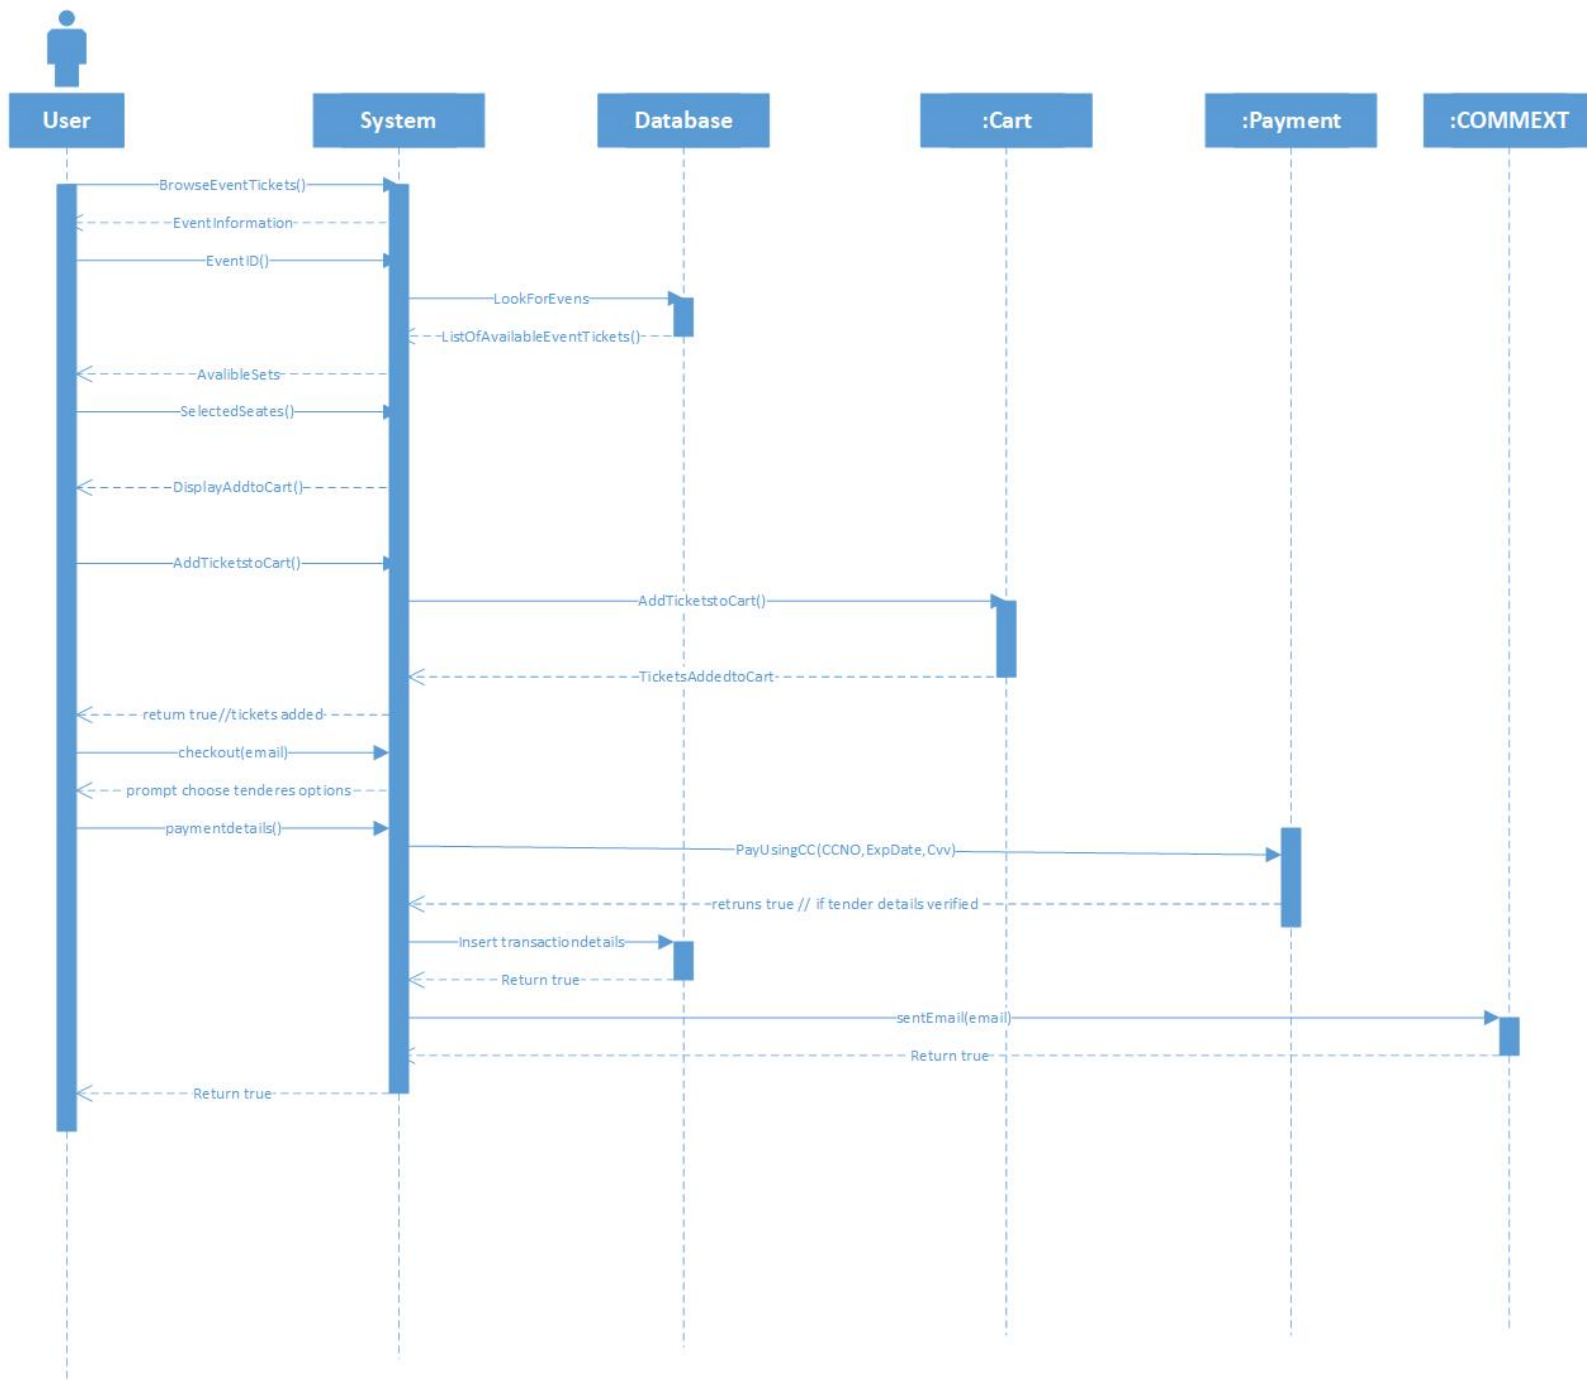 User
System
Database
:Cart
:Payment
:COMMEXT
BrowseEventTickets()
EventInformation
EventID()
LookForEvens
ListOfAvailableEventTickets()
AvalibleSets
SelectedSeates()
DisplayAddtoCart()
AddTicketstoCart()
AddTicketstoCart()
TicketsAddedtoCart
return true//tickets added
checkout(email)
prompt choose tenderes options
paymentdetails()
PayUsingCC(CCNO,ExpDate,Cvv)
retruns true // if tender details verified
Insert transactiondetails
Return true
sentEmail(email)
Return true
Return true